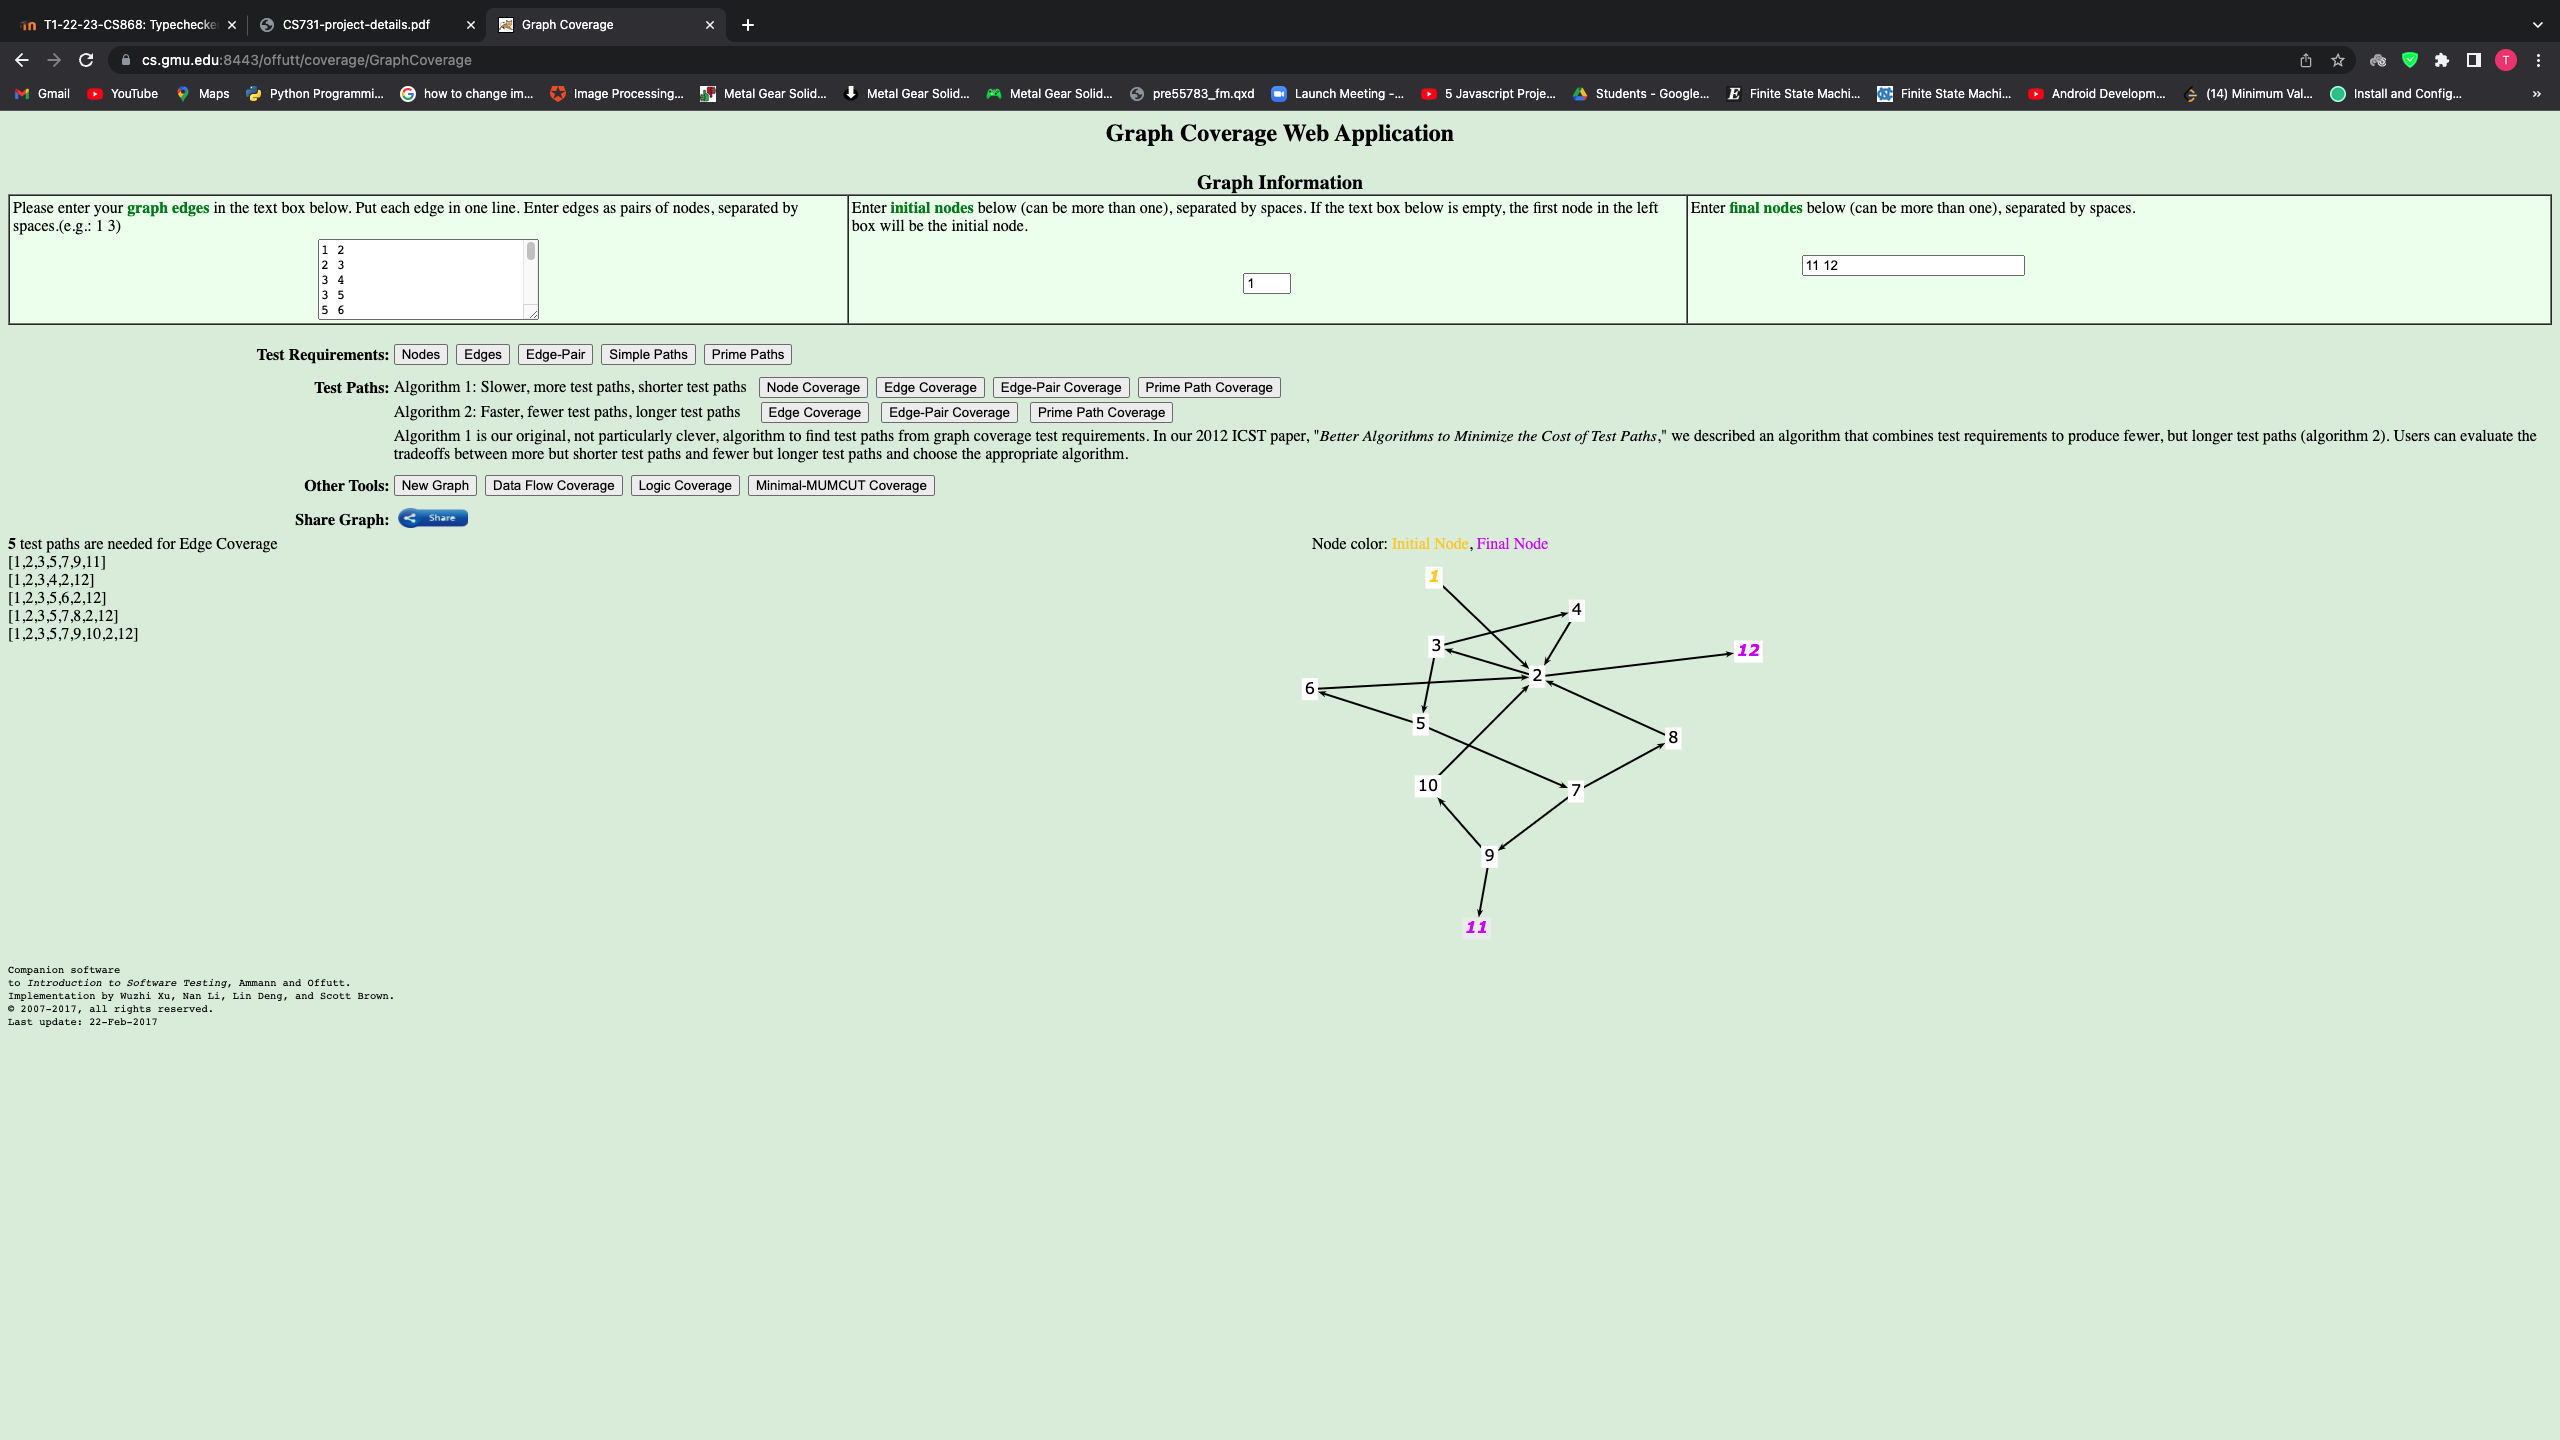 T1-22-23-CS868: Typechecke
CS731-project-details.pdf
Graph Coverage
cs.gmu.edu:8443/offutt/coverage/GraphCoverage
T
Gmail
YouTube
Maps
Python Programmi...
how to change im...
Image Processing...
Metal Gear Solid...
Metal Gear Solid...
Metal Gear Solid...
pre55783_fm.qxd
Launch Meeting -...
5 Javascript Proje...
Students - Google...
Finite State Machi...
Finite State Machi...
Android Developm...
(14) Minimum Val...
Install and Config...
»
Graph Coverage Web Application
Graph Information
Please enter your graph edges in the text box below. Put each edge in one line. Enter edges as pairs of nodes, separated by
spaces.(e.g.: 1 3)
1 2
2 3
3 4
3 5
5 6
Enter initial nodes below (can be more than one), separated by spaces. If the text box below is empty, the first node in the left
box will be the initial node.
1
Enter final nodes below (can be more than one), separated by spaces.
11 12
Test Requirements: Nodes Edges Edge-Pair Simple Paths Prime Paths
Test Paths: Algorithm 1: Slower, more test paths, shorter test paths Node Coverage Edge Coverage Edge-Pair Coverage Prime Path Coverage
Algorithm 2: Faster, fewer test paths, longer test paths Edge Coverage Edge-Pair Coverage Prime Path Coverage
Algorithm 1 is our original, not particularly clever, algorithm to find test paths from graph coverage test requirements. In our 2012 ICST paper, "Better Algorithms to Minimize the Cost of Test Paths," we described an algorithm that combines test requirements to produce fewer, but longer test paths (algorithm 2). Users can evaluate the
tradeoffs between more but shorter test paths and fewer but longer test paths and choose the appropriate algorithm.
Other Tools: New Graph Data Flow Coverage Logic Coverage Minimal-MUMCUT Coverage
Share Graph: Share
5 test paths are needed for Edge Coverage
[1,2,3,5,7,9,11]
[1,2,3,4,2,12]
[1,2,3,5,6,2,12]
[1,2,3,5,7,8,2,12]
[1,2,3,5,7,9,10,2,12]
Node color: Initial Node, Final Node
1
4
3
12
2
6
5
8
10
7
9
11
Companion software
to Introduction to Software Testing, Ammann and Offutt.
Implementation by Wuzhi Xu, Nan Li, Lin Deng, and Scott Brown.
© 2007-2017, all rights reserved.
Last update: 22-Feb-2017